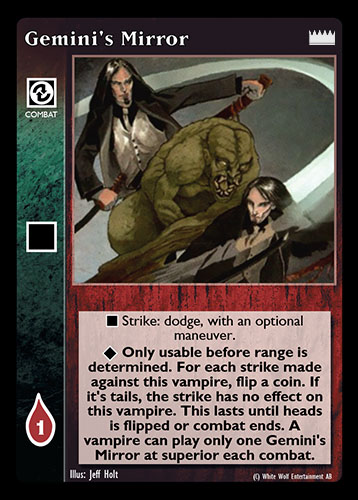 Gemini's Mirror
COMBAT
Strike: dodge, with an optional
maneuver.
Only usable before range is
determined. For each strike made
against this vampire, flip a coin. If
it's tails, the strike has no effect on
this vampire. This lasts until heads
is flipped or combat ends. A
vampire can play only one Gemini's
Mirror at superior each combat.
1
Illus: Jeff Holt
(C) White Wolf Entertainment AB